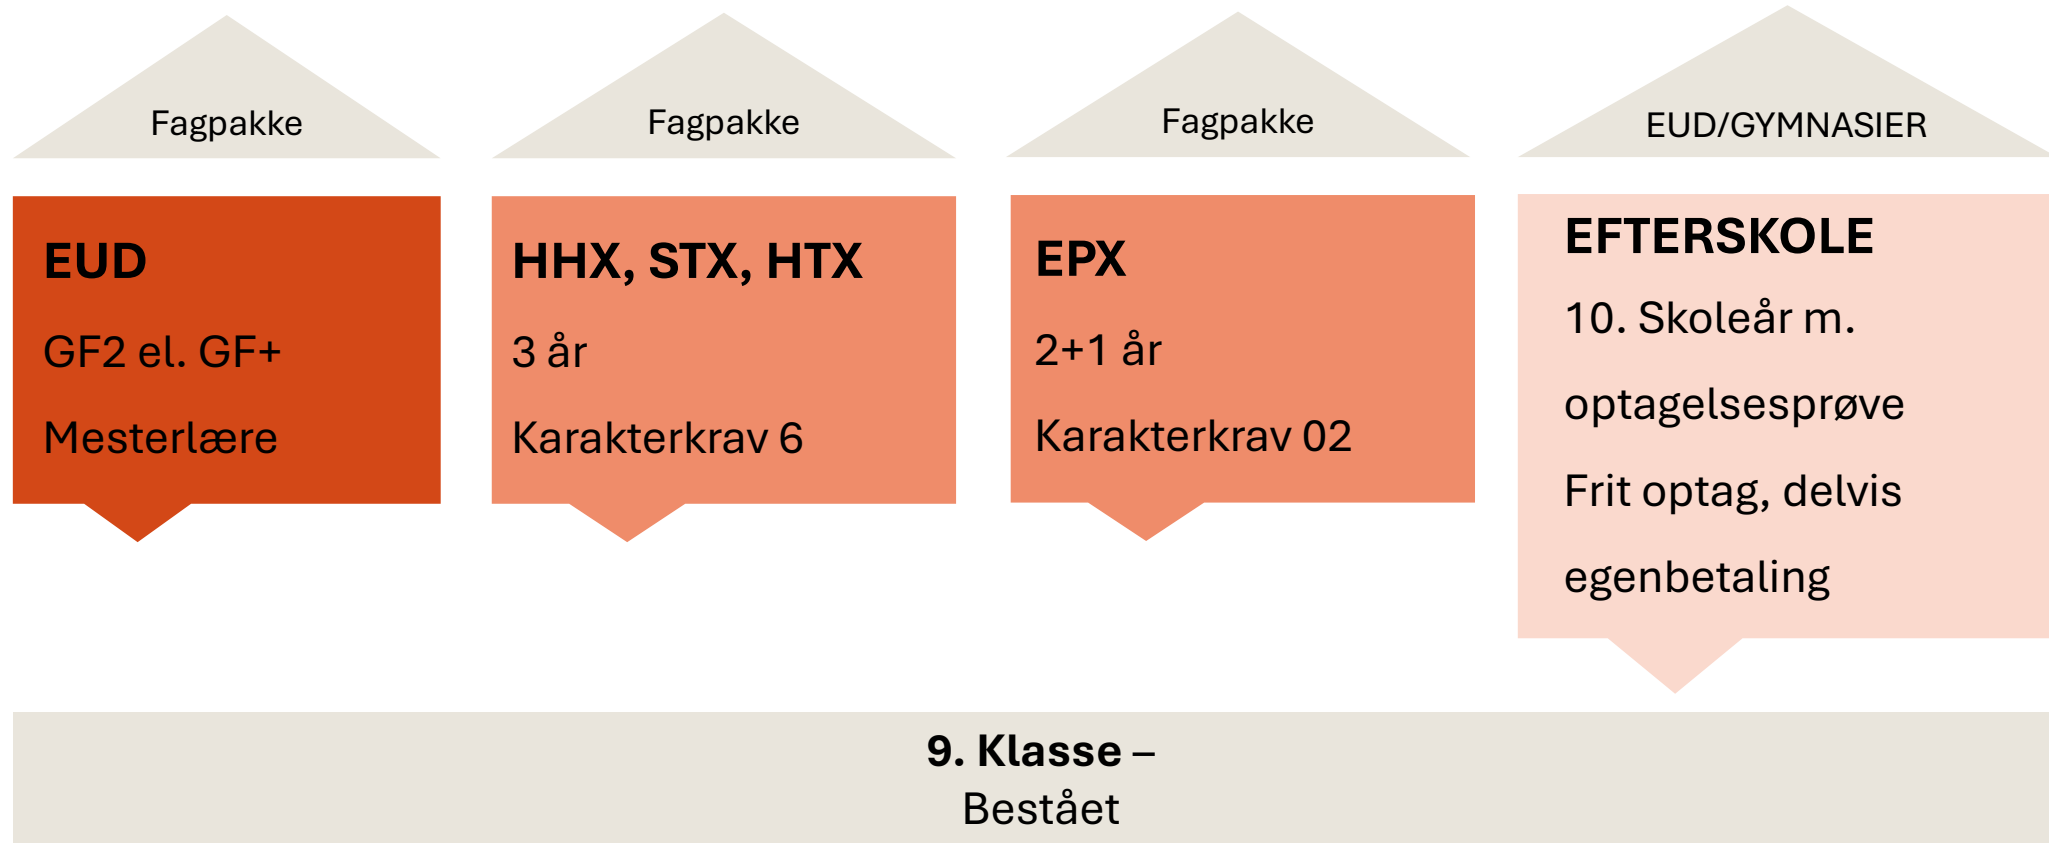 Fagpakke
EUD
GF2 el. GF+
Mesterlære
Fagpakke
HHX, STX, HTX
3 år
Karakterkrav 6
Fagpakke
EPX
2+1 år
Karakterkrav 02
EUD/GYMNASIER
EFTERSKOLE
10. Skoleår m.
optagelsesprøve
Frit optag, delvis
egenbetaling
9. Klasse –
Bestået